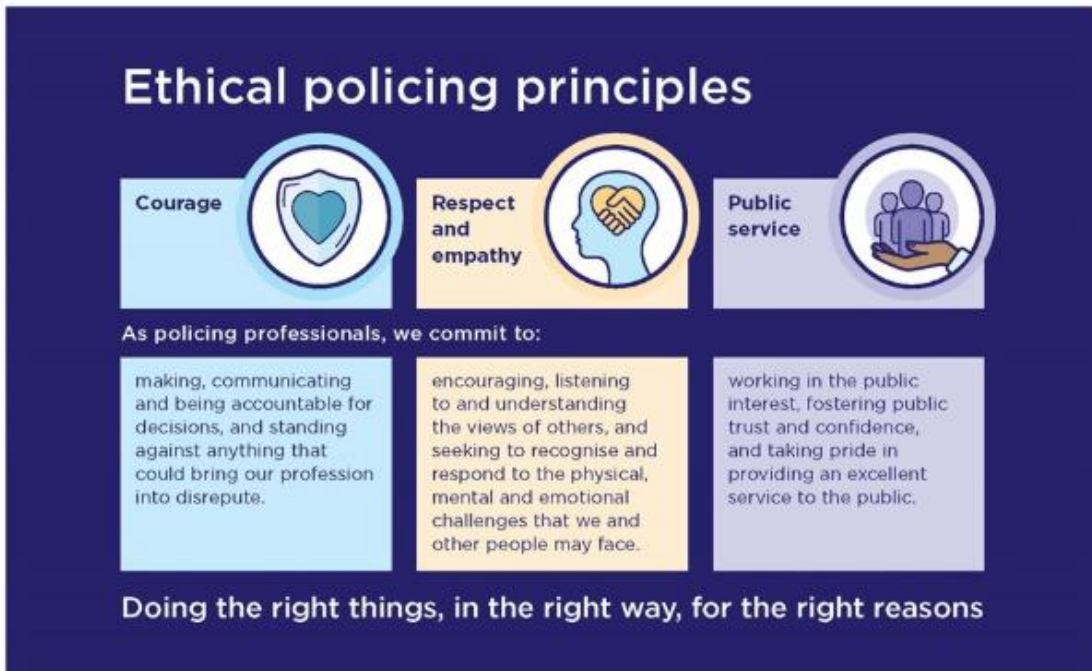 Ethical policing principles
Courage
Respect
and
empathy
Public
service
As policing professionals, we commit to:
making, communicating
and being accountable for
decisions, and standing
against anything that
could bring our profession
into disrepute.
encouraging, listening
to and understanding
the views of others, and
seeking to recognise and
respond to the physical,
mental and emotional
challenges that we and
other people may face.
working in the public
interest, fostering public
trust and confidence,
and taking pride in
providing an excellent
service to the public.
Doing the right things, in the right way, for the right reasons